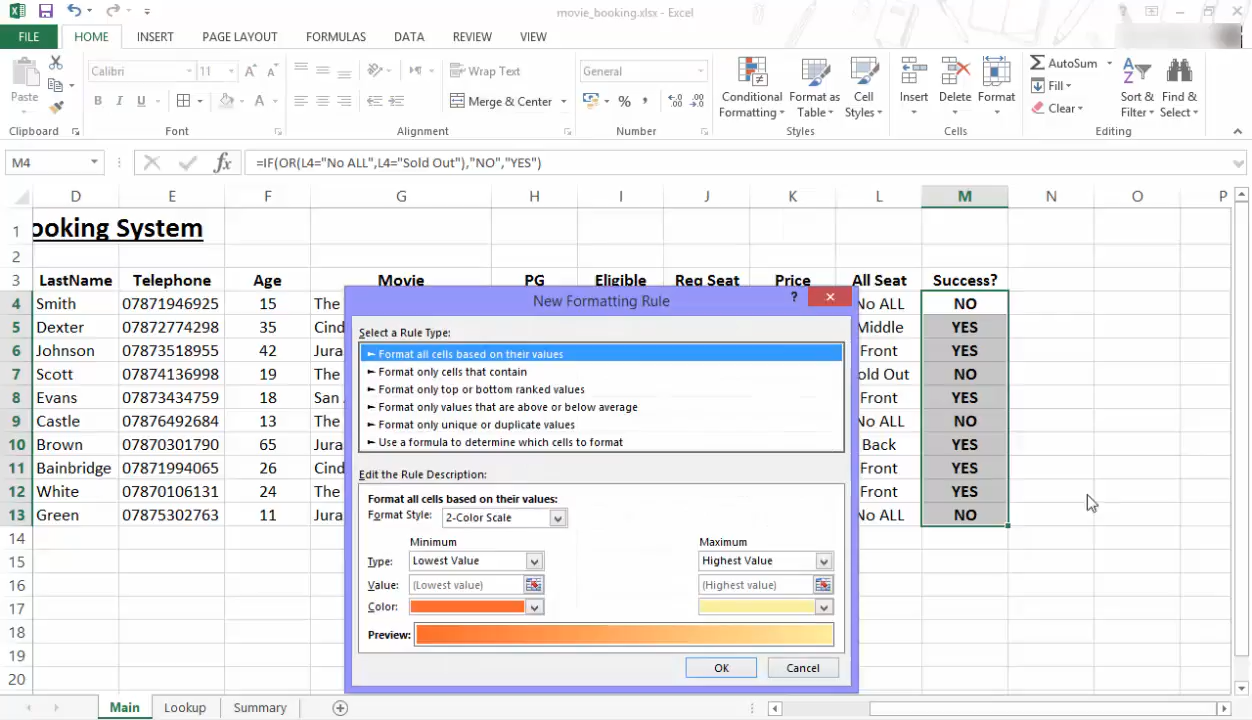 movie_booking.xlsx - Excel
FILE HOME INSERT PAGE LAYOUT FORMULAS DATA REVIEW VIEW
Paste
Calibri 11
B I U A
Wrap Text
Merge & Center
General
%
Conditional Formatting
Format as Table
Cell Styles
Insert Delete Format
AutoSum
Fill
Clear
Sort & Filter
Find & Select
Clipboard Font Alignment Number Styles Cells Editing
M4 fx =IF(OR(L4="No ALL",L4="Sold Out"),"NO","YES")
D E F G H I J K L M N O P
1 ooking System
2
3 LastName Telephone Age Movie PG Eligible Req Seat Price All Seat Success?
4 Smith 07871946925 15 The No ALL NO
5 Dexter 07872774298 35 Cind Middle YES
6 Johnson 07873518955 42 Jura Front YES
7 Scott 07874136998 19 The old Out NO
8 Evans 07873434759 18 San Front YES
9 Castle 07876492684 13 The No ALL NO
10 Brown 07870301790 65 Jura Back YES
11 Bainbridge 07871994065 26 Cind Front YES
12 White 07870106131 24 The Front YES
13 Green 07875302763 11 Jura No ALL NO
14
15
16
17
18
19
20
New Formatting Rule ?
Select a Rule Type:
► Format all cells based on their values
► Format only cells that contain
► Format only top or bottom ranked values
► Format only values that are above or below average
► Format only unique or duplicate values
► Use a formula to determine which cells to format
Edit the Rule Description:
Format all cells based on their values:
Format Style: 2-Color Scale
Minimum Maximum
Type: Lowest Value Highest Value
Value: (Lowest value) (Highest value)
Color:
Preview:
OK Cancel
Main Lookup Summary